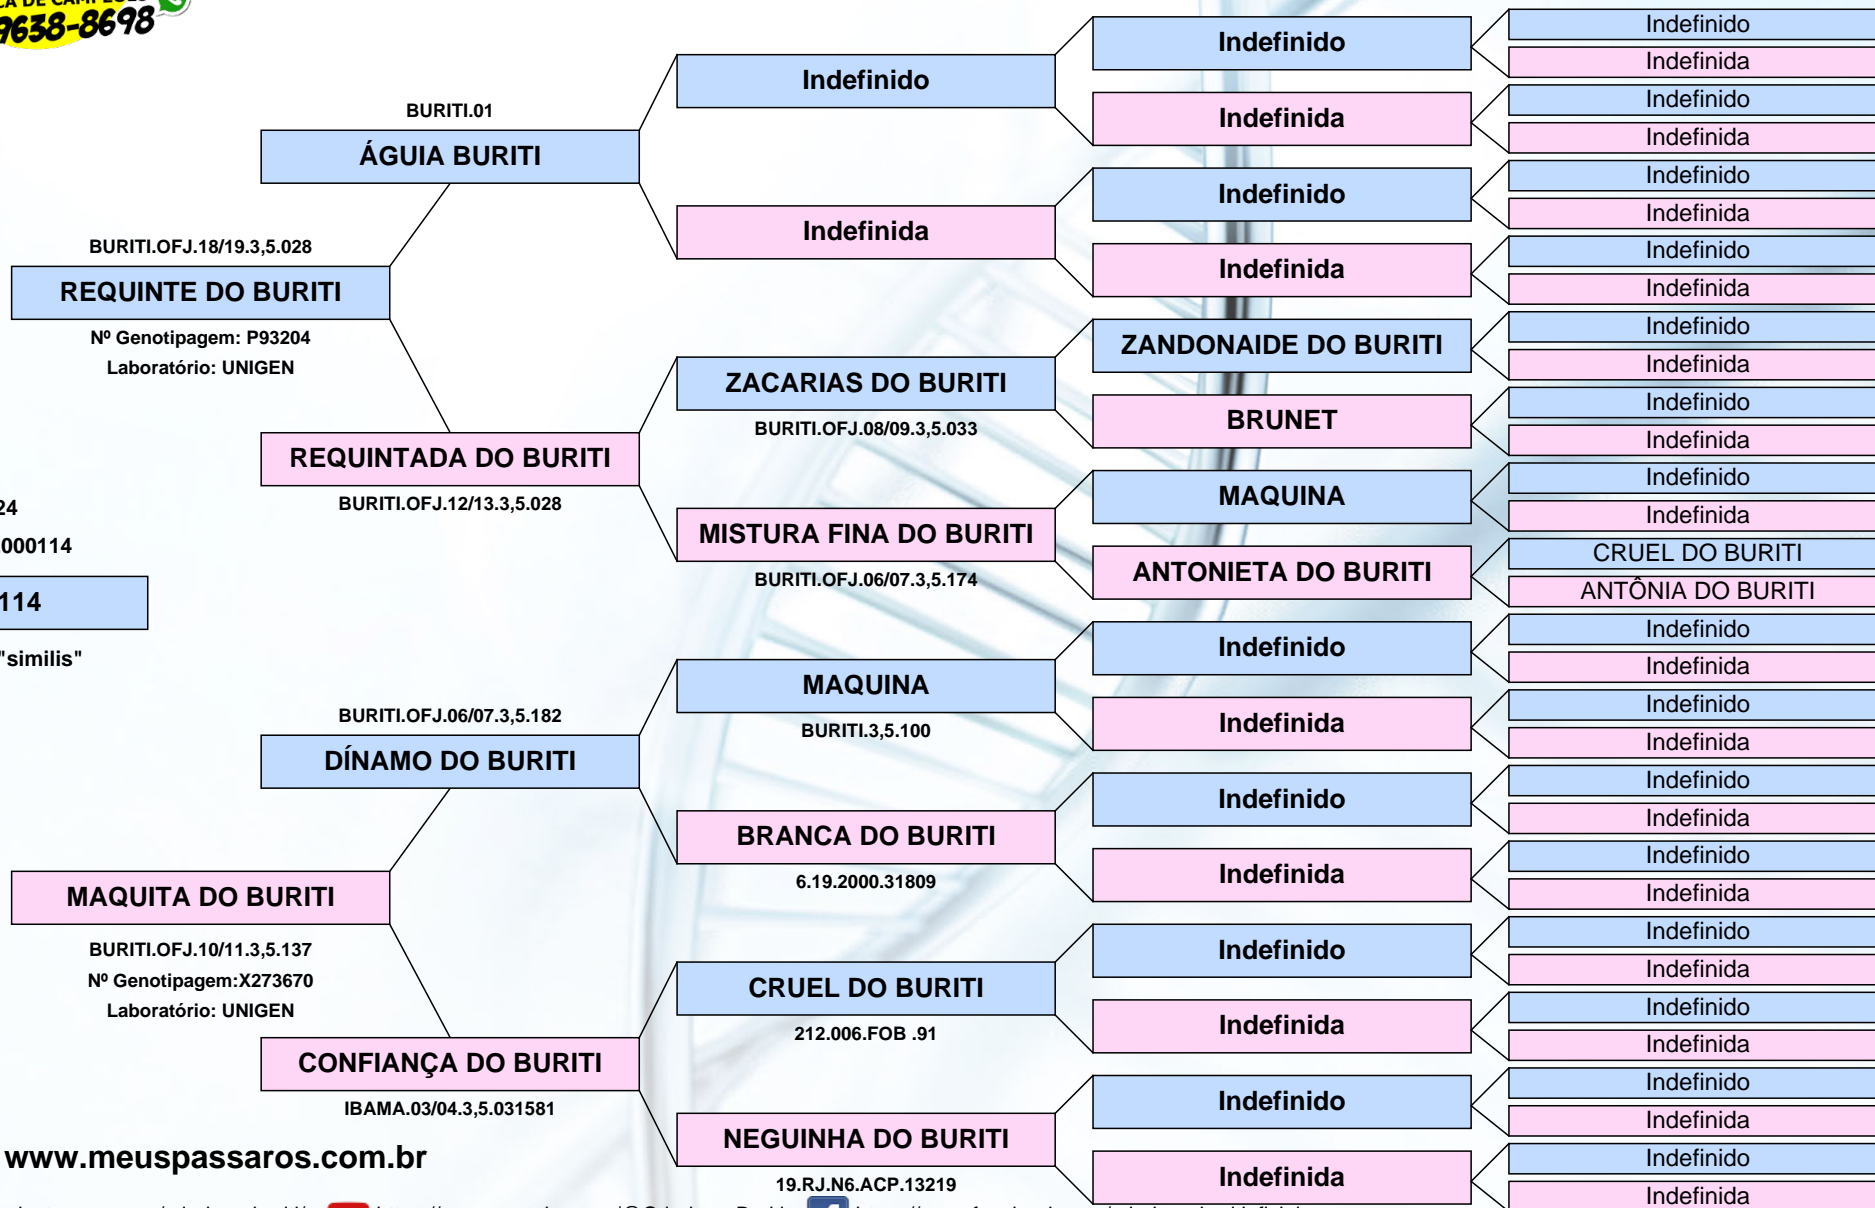 9638-8698
BURITI.01
ÁGUIA BURITI
BURITI.OFJ.18/19.3,5.028
REQUINTE DO BURITI
Nº Genotipagem: P93204
Laboratório: UNIGEN
REQUINTADA DO BURITI
BURITI.OFJ.12/13.3,5.028
24
000114
114
"similis"
BURITI.OFJ.06/07.3,5.182
DÍNAMO DO BURITI
MAQUITA DO BURITI
BURITI.OFJ.10/11.3,5.137
Nº Genotipagem:X273670
Laboratório: UNIGEN
CONFIANÇA DO BURITI
IBAMA.03/04.3,5.031581
www.meuspassaros.com.br
Indefinido
Indefinida
ZACARIAS DO BURITI
BURITI.OFJ.08/09.3,5.033
MISTURA FINA DO BURITI
BURITI.OFJ.06/07.3,5.174
MAQUINA
BURITI.3,5.100
BRANCA DO BURITI
6.19.2000.31809
CRUEL DO BURITI
212.006.FOB .91
NEGUINHA DO BURITI
19.RJ.N6.ACP.13219
Indefinido
Indefinida
Indefinido
Indefinida
ZANDONAIDE DO BURITI
BRUNET
MAQUINA
ANTONIETA DO BURITI
Indefinido
Indefinida
Indefinido
Indefinida
Indefinido
Indefinida
Indefinido
Indefinida
Indefinido
Indefinida
Indefinido
Indefinida
Indefinido
Indefinida
Indefinido
Indefinida
Indefinido
Indefinida
Indefinido
Indefinida
Indefinido
Indefinida
CRUEL DO BURITI
ANTÔNIA DO BURITI
Indefinido
Indefinida
Indefinido
Indefinida
Indefinido
Indefinida
Indefinido
Indefinida
Indefinido
Indefinida
Indefinido
Indefinida
Indefinido
Indefinida
Indefinido
Indefinida